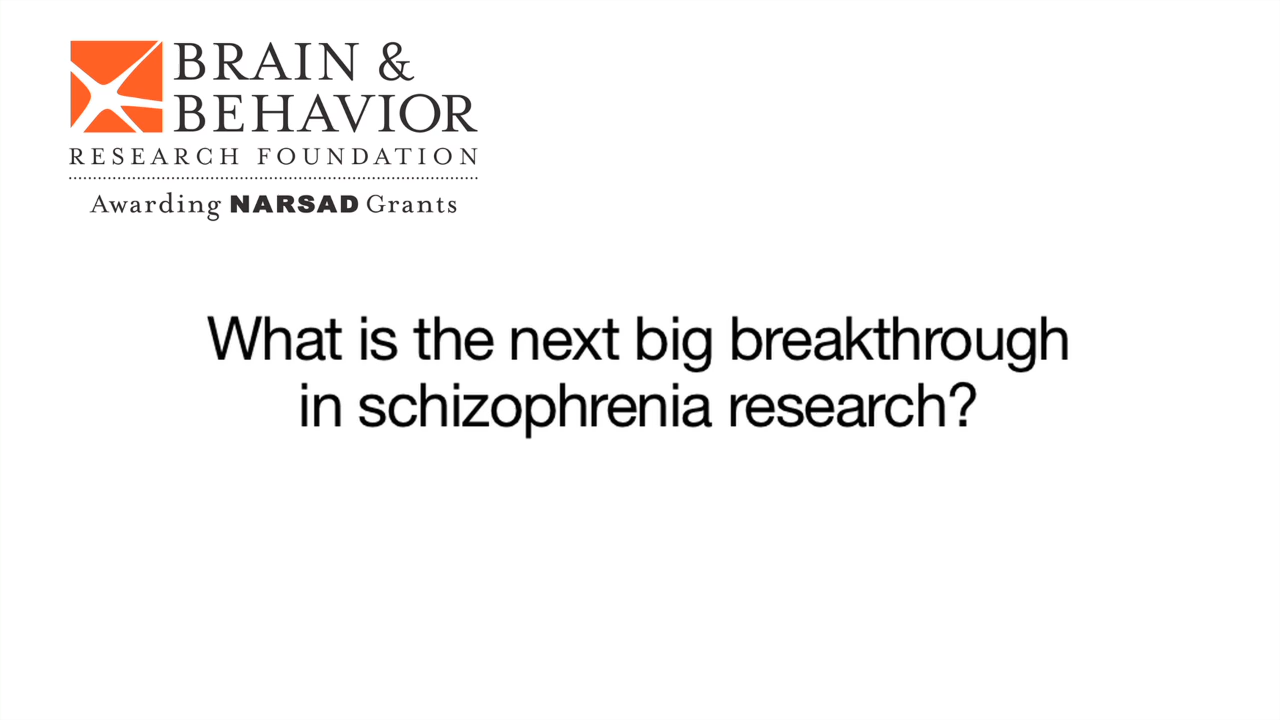 BRAIN &
BEHAVIOR
RESEARCH FOUNDATION
Awarding NARSAD Grants
What is the next big breakthrough
in schizophrenia research?